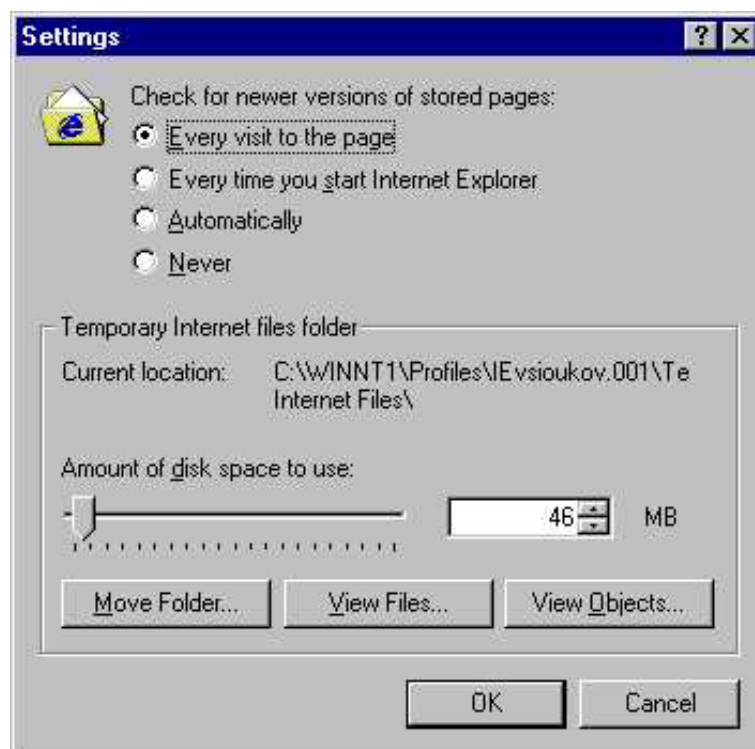 Settings
Check for newer versions of stored pages:
Every visit to the page
Every time you start Internet Explorer
Automatically
Never
Temporary Internet files folder
Current location: C:\WINNT1\Profiles\IEvsioukov.001\Te
Internet Files\
Amount of disk space to use:
46 MB
Move Folder... View Files... View Objects...
OK Cancel